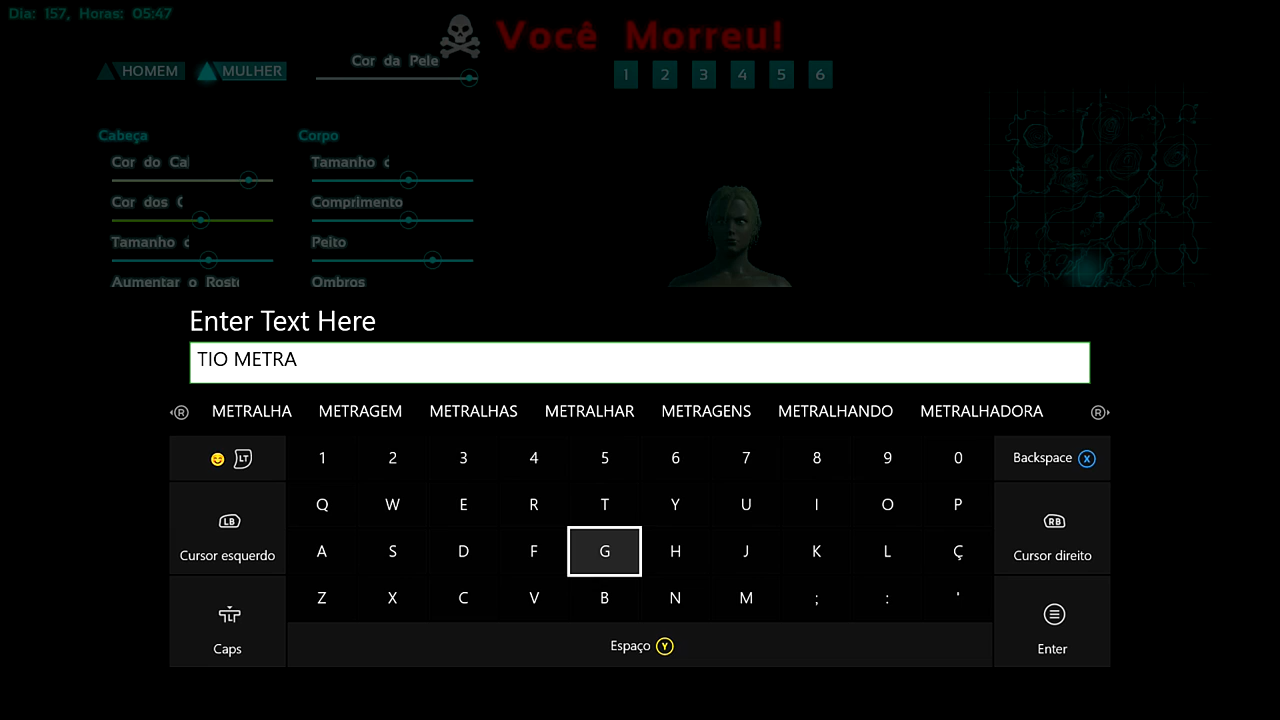 Dia: 157, Horas: 05:47
Você Morreu!
HOMEM MULHER
Cor da Pele
1 2 3 4 5 6
Cabeça
Corpo
Cor do Ca
Tamanho
Cor dos
Comprimento
Tamanho
Peito
Aumentar o Rost
Ombros
Enter Text Here
TIO METRA
R METRALHA METRAGEM METRALHAS METRALHAR METRAGENS METRALHANDO METRALHADORA R
LT 1 2 3 4 5 6 7 8 9 0 Backspace X
Q W E R T Y U I O P
LB
Cursor esquerdo
RB
Cursor direito
A S D F G H J K L Ç
Z X C V B N M ; : '
LT
Caps
Enter
Espaço Y